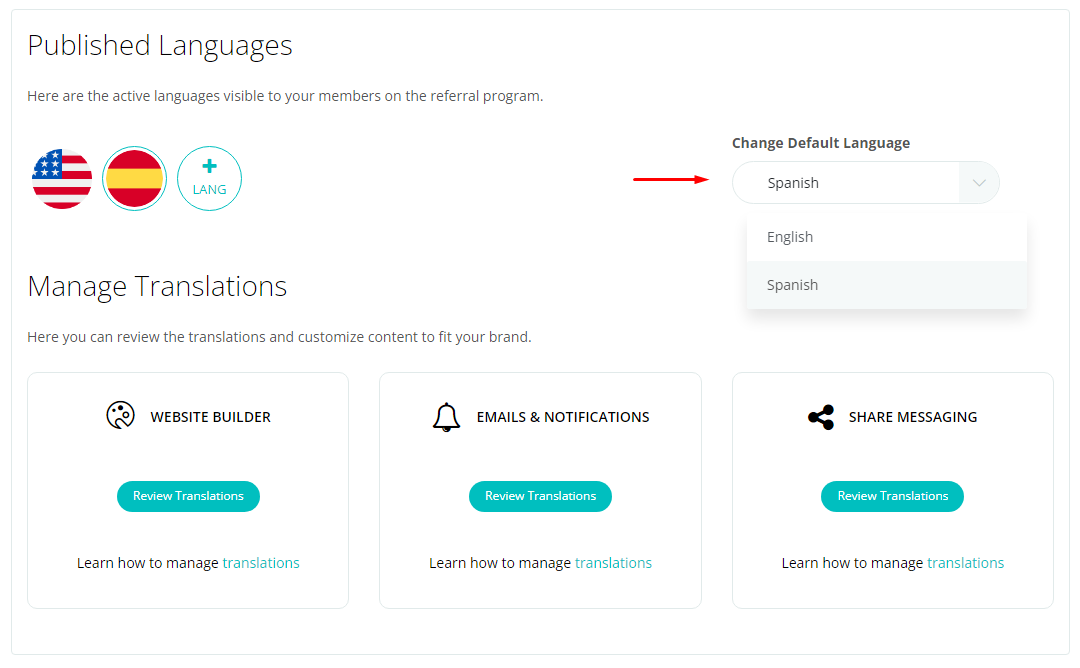 Published Languages
Here are the active languages visible to your members on the referral program.
Change Default Language
LANG
Spanish
English
Spanish
Manage Translations
Here you can review the translations and customize content to fit your brand.
WEBSITE BUILDER
Review Translations
Learn how to manage translations
EMAILS & NOTIFICATIONS
Review Translations
Learn how to manage translations
SHARE MESSAGING
Review Translations
Learn how to manage translations